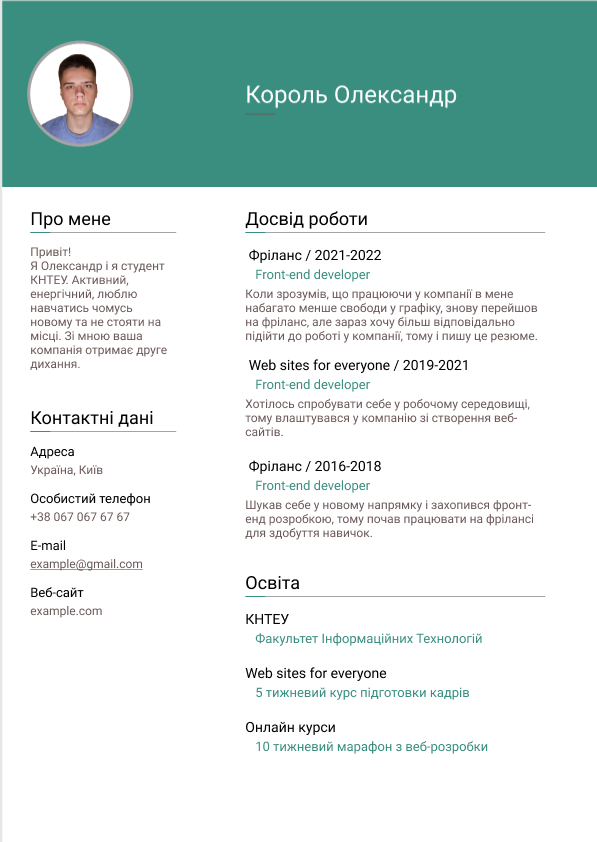 Король Олександр
Про мене
Привіт!
Я Олександр і я студент
КНТЕУ. Активний,
енергічний, люблю
навчатись чомусь
новому та не стояти на
місці. Зі мною ваша
компанія отримає друге
дихання.
Контактні дані
Адреса
Україна, Київ
Особистий телефон
+38 067 067 67 67
E-mail
example@gmail.com
Веб-сайт
example.com
Досвід роботи
Фріланс / 2021-2022
Front-end developer
Коли зрозумів, що працюючи у компанії в мене
набагато менше свободи у графіку, знову перейшов
на фріланс, але зараз хочу більш відповідально
підійти до роботи у компанії, тому і пишу це резюме.
Web sites for everyone / 2019-2021
Front-end developer
Хотілось спробувати себе у робочому середовищі,
тому влаштувався у компанію зі створення веб-
сайтів.
Фріланс / 2016-2018
Front-end developer
Шукав себе у новому напрямку і захопився фронт-
енд розробкою, тому почав працювати на фрілансі
для здобуття навичок.
Освіта
КНТЕУ
Факультет Інформаційних Технологій
Web sites for everyone
5 тижневий курс підготовки кадрів
Онлайн курси
10 тижневий марафон з веб-розробки